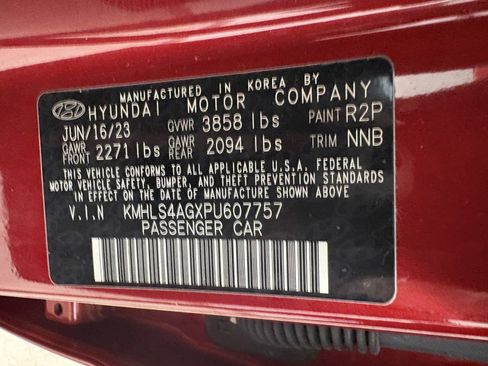 MANUFACTURED IN KOREA BY
HYUNDAI MOTOR COMPANY
JUN/16/23 GVWR 3858 lbs PAINT R2P
GAWR FRONT 2271 lbs GAWR REAR 2094 lbs TRIM NNB
THIS VEHICLE CONFORMS TO ALL APPLICABLE U.S.A. FEDERAL
MOTOR VEHICLE SAFETY, BUMPER, AND THEFT PREVENTION STANDARDS
IN EFFECT ON THE DATE OF MANUFACTURE SHOWN ABOVE
V.I.N KMHLS4AGXPU607757
PASSENGER CAR